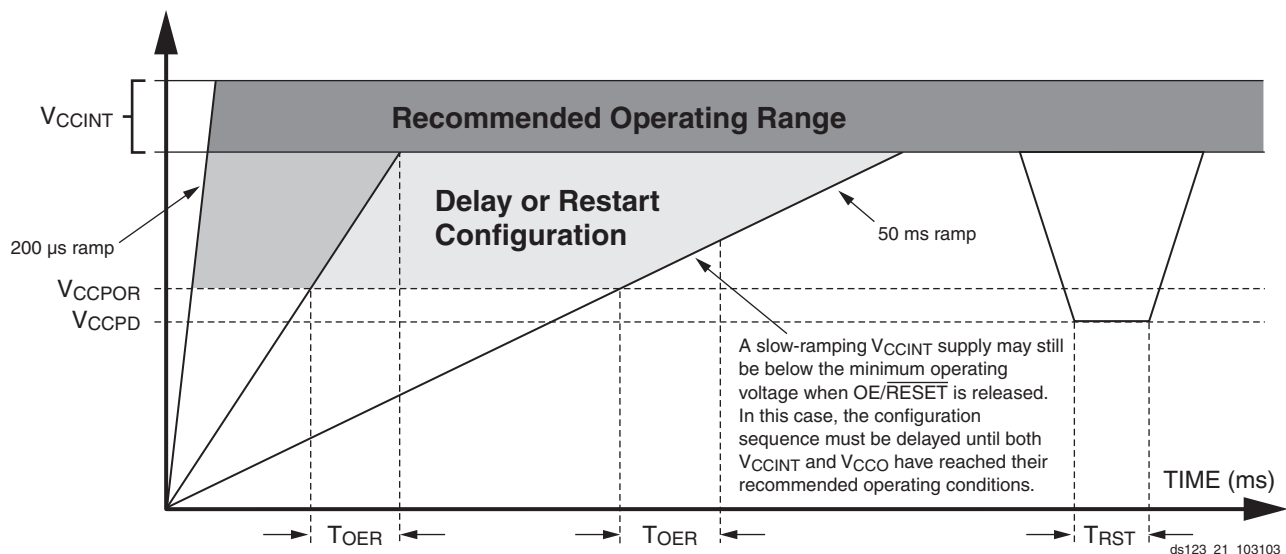 VCCINT
Recommended Operating Range
Delay or Restart
Configuration
200 µs ramp
50 ms ramp
VCCPOR
VCCPD
A slow-ramping VCCINT supply may still
be below the minimum operating
voltage when OE/RESET is released.
In this case, the configuration
sequence must be delayed until both
VCCINT and VCCO have reached their
recommended operating conditions.
TIME (ms)
TOER
TOER
TRST
ds123_21_103103